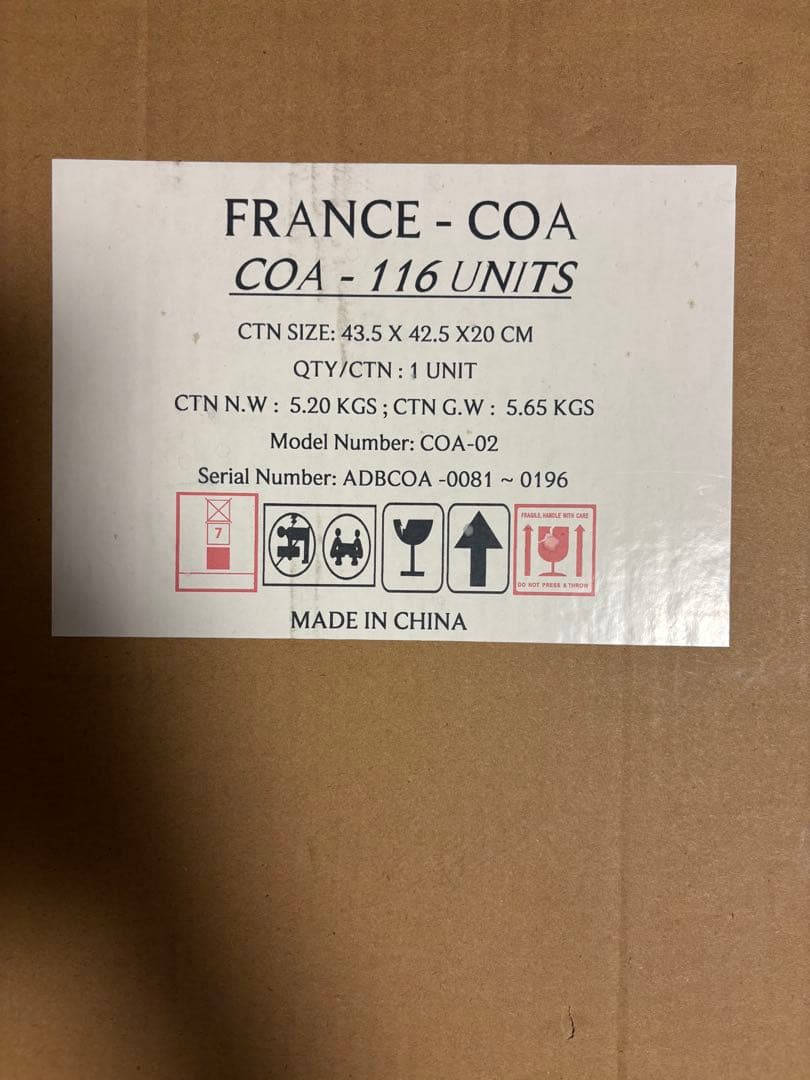 FRANCE - COA
COA - 116 UNITS
CTN SIZE: 43.5 X 42.5 X20 CM
QTY/CTN : 1 UNIT
CTN N.W : 5.20 KGS ; CTN G.W : 5.65 KGS
Model Number: COA-02
Serial Number: ADBCOA -0081 ~ 0196
7
FRAGILE, HANDLE WITH CARE
DO NOT PRESS & THROW
MADE IN CHINA